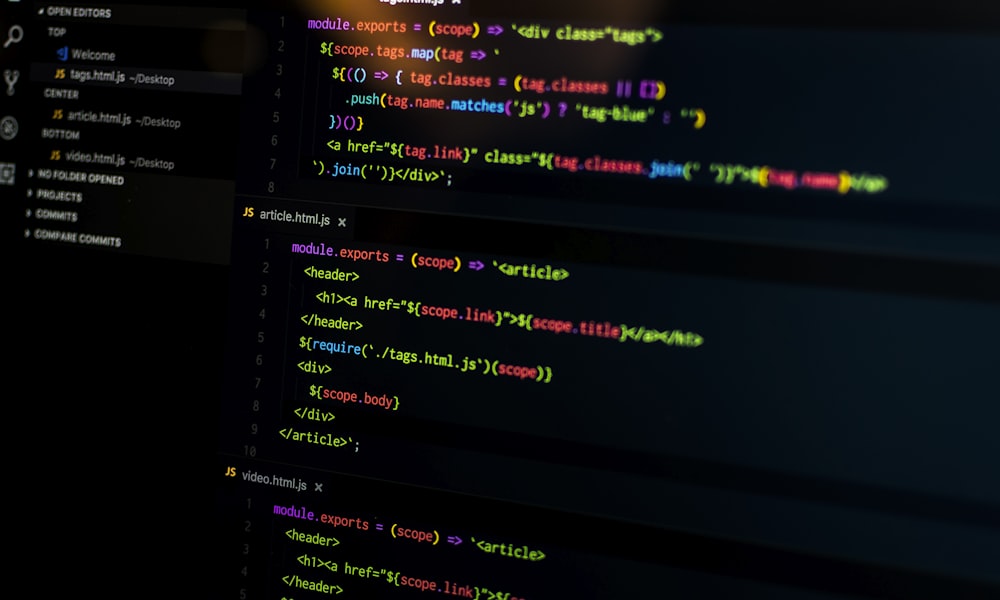 OPEN EDITORS
TOP
Welcome
tags.html.js ~/Desktop
CENTER
article.html.js ~/Desktop
BOTTOM
video.html.js ~/Desktop
NO FOLDER OPENED
PROJECTS
COMMITS
COMPARE COMMITS
tags.html.js
1 module.exports = (scope) => `<div class="tags">
2 ${scope.tags.map(tag => `
3 ${(() => { tag.classes = (tag.classes || [])
4 .push(tag.name.matches('js') ? 'tag-blue' : '')
5 })()}
6 <a href="${tag.link}" class="${tag.classes.join(' ')}">${tag.name}</a>
7 `).join('')}</div>`;
8
JS article.html.js ×
1 module.exports = (scope) => `<article>
2 <header>
3 <h1><a href="${scope.link}">${scope.title}</a></h1>
4 </header>
5 ${require('./tags.html.js')(scope)}
6 <div>
7 ${scope.body}
8 </div>
9 </article>`;
10
JS video.html.js ×
1 module.exports = (scope) => `<article>
2 <header>
3 <h1><a href="${scope.link}">${
4 </header>
5